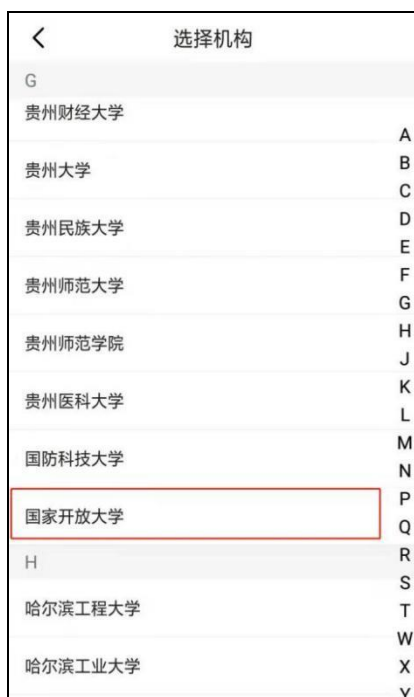 选择机构
G
贵州财经大学
贵州大学
贵州民族大学
贵州师范大学
贵州师范学院
贵州医科大学
国防科技大学
国家开放大学
H
哈尔滨工程大学
哈尔滨工业大学
A
B
C
D
E
F
G
H
J
K
L
M
N
P
Q
R
S
T
W
X
Y